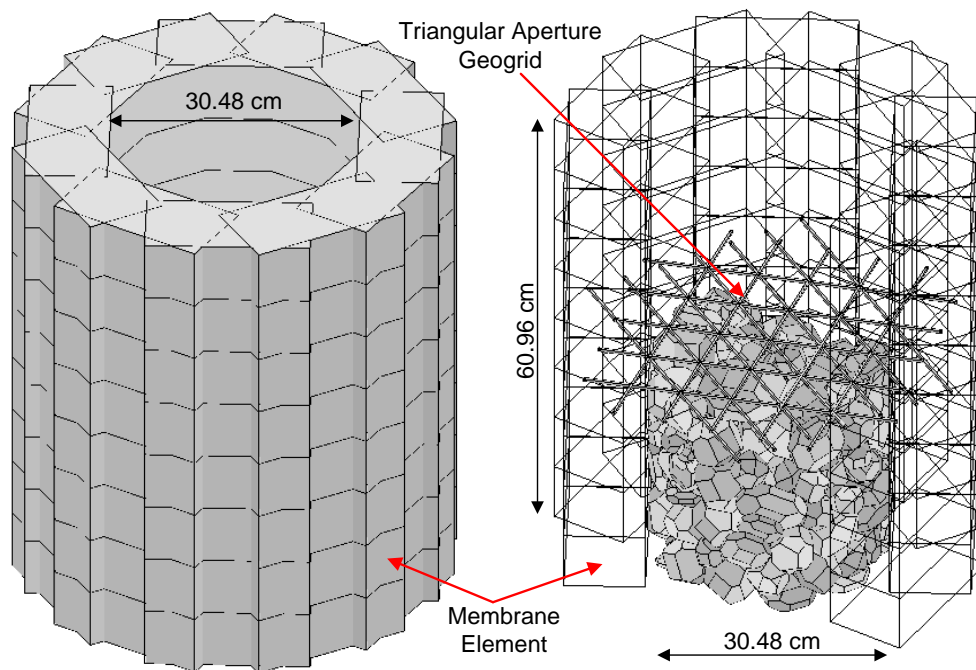 Triangular Aperture
Geogrid
30.48 cm
60.96 cm
Membrane
Element
30.48 cm